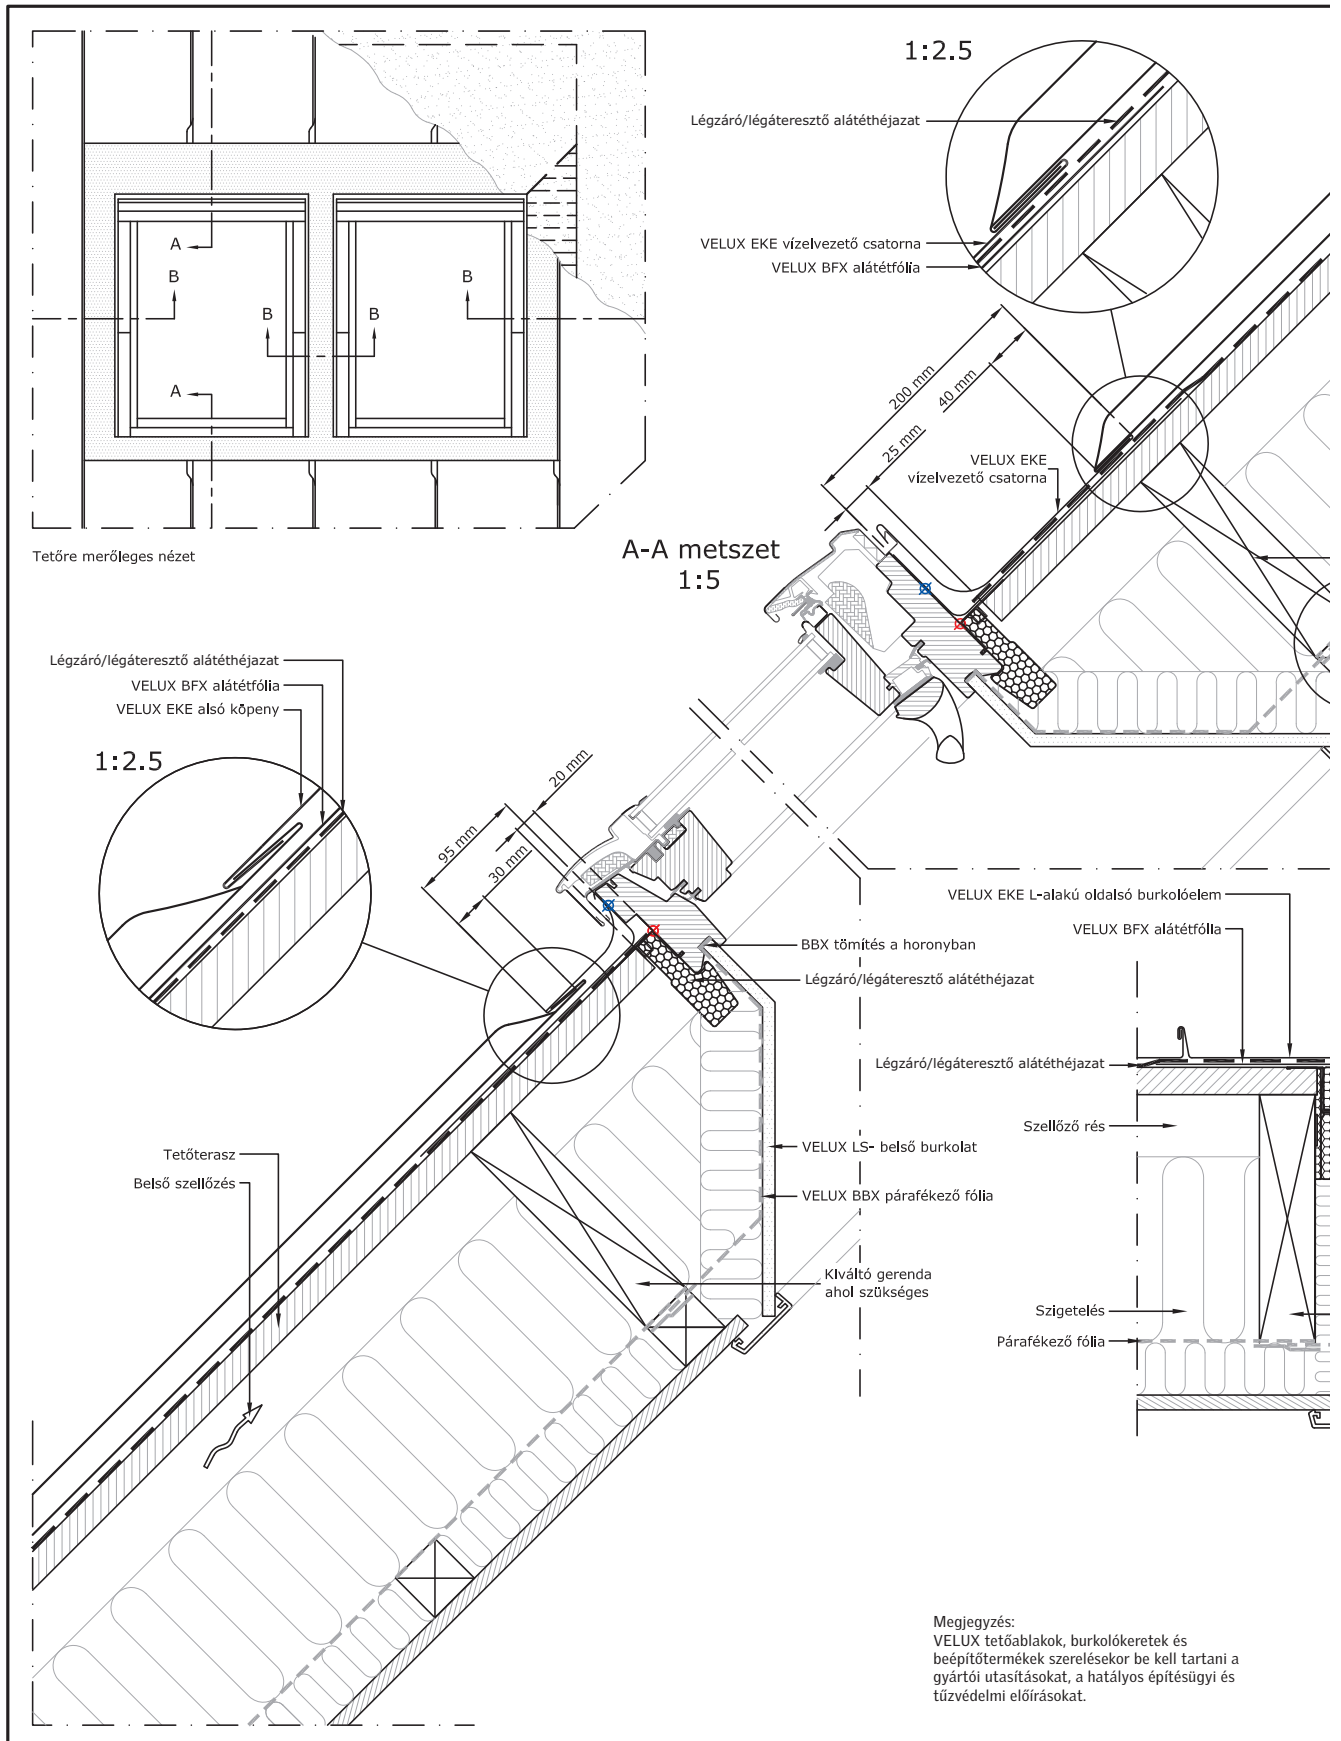 1:2.5
Légzáró/légáteresztő alátéthéjazat
VELUX EKE vízelvezető csatorna
VELUX BFX alátétfólia
A
B
B
B
B
A
Tetőre merőleges nézet
200 mm
40 mm
25 mm
VELUX EKE
vízelvezető csatorna
A-A metszet
1:5
Légzáró/légáteresztő alátéthéjazat
VELUX BFX alátétfólia
VELUX EKE alsó köpeny
1:2.5
20 mm
95 mm
30 mm
VELUX EKE L-alakú oldalsó burkolóelem
VELUX BFX alátétfólia
BBX tömítés a horonyban
Légzáró/légáteresztő alátéthéjazat
Légzáró/légáteresztő alátéthéjazat
Szellőző rés
Tetőterasz
Belső szellőzés
VELUX LS- belső burkolat
VELUX BBX párafékező fólia
Kiváltó gerenda
ahol szükséges
Szigetelés
Párafékező fólia
Megjegyzés:
VELUX tetőablakok, burkolókeretek és
beépítőtermékek szerelésekor be kell tartani a
gyártói utasításokat, a hatályos építésügyi és
tűzvédelmi előírásokat.